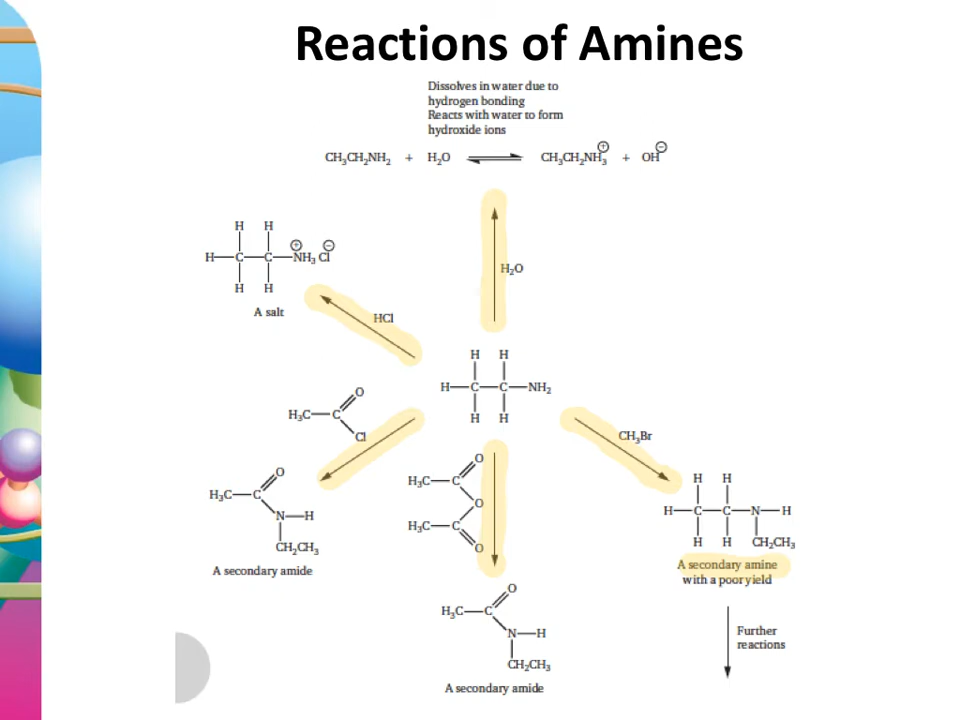 Reactions of Amines
Dissolves in water due to
hydrogen bonding
Reacts with water to form
hydroxide ions
CH₃CH₂NH₂ + H₂O ⇌ CH₃CH₂NH₃⊕ + OH⊖
H H
H—C—C—NH₃⊕ Cl⊖
H H
A salt
HCl
H₂O
H H
H—C—C—NH₂
H H
O
H₃C—C
Cl
CH₃Br
O
H₃C—C
O
H₃C—C
O
O
H₃C—C
N—H
CH₂CH₃
A secondary amide
H H
H—C—C—N—H
H H CH₂CH₃
A secondary amine
with a poor yield
O
H₃C—C
N—H
CH₂CH₃
A secondary amide
Further
reactions